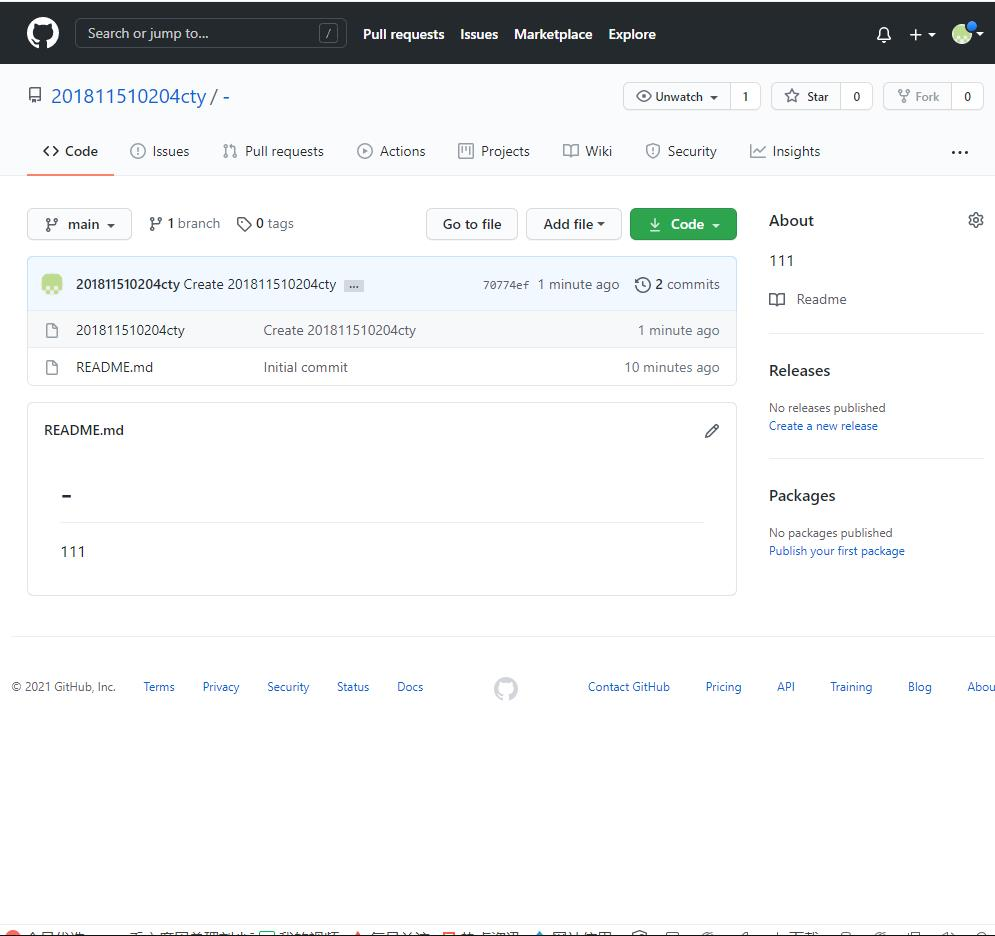 Search or jump to... / Pull requests Issues Marketplace Explore
201811510204cty / - Unwatch 1 Star 0 Fork 0
Code Issues Pull requests Actions Projects Wiki Security Insights ...
main 1 branch 0 tags Go to file Add file Code
201811510204cty Create 201811510204cty ... 70774ef 1 minute ago 2 commits
201811510204cty Create 201811510204cty 1 minute ago
README.md Initial commit 10 minutes ago
README.md
-
111
About
111
Readme
Releases
No releases published
Create a new release
Packages
No packages published
Publish your first package
© 2021 GitHub, Inc. Terms Privacy Security Status Docs Contact GitHub Pricing API Training Blog Abou